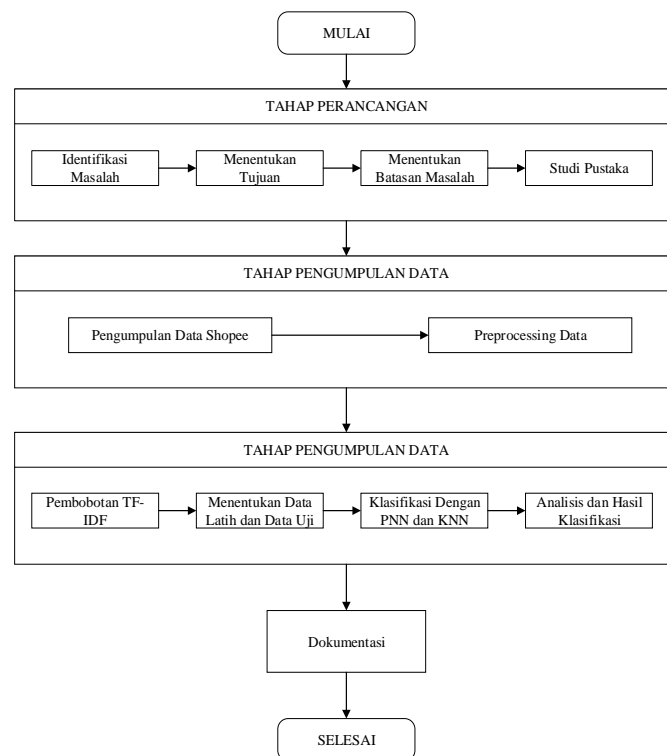 MULAI
TAHAP PERANCANGAN
Identifikasi
Masalah
Menentukan
Tujuan
Menentukan
Batasan Masalah
Studi Pustaka
TAHAP PENGUMPULAN DATA
Pengumpulan Data Shopee
Preprocessing Data
TAHAP PENGUMPULAN DATA
Pembobotan TF-
IDF
Menentukan Data
Latih dan Data Uji
Klasifikasi Dengan
PNN dan KNN
Analisis dan Hasil
Klasifikasi
Dokumentasi
SELESAI